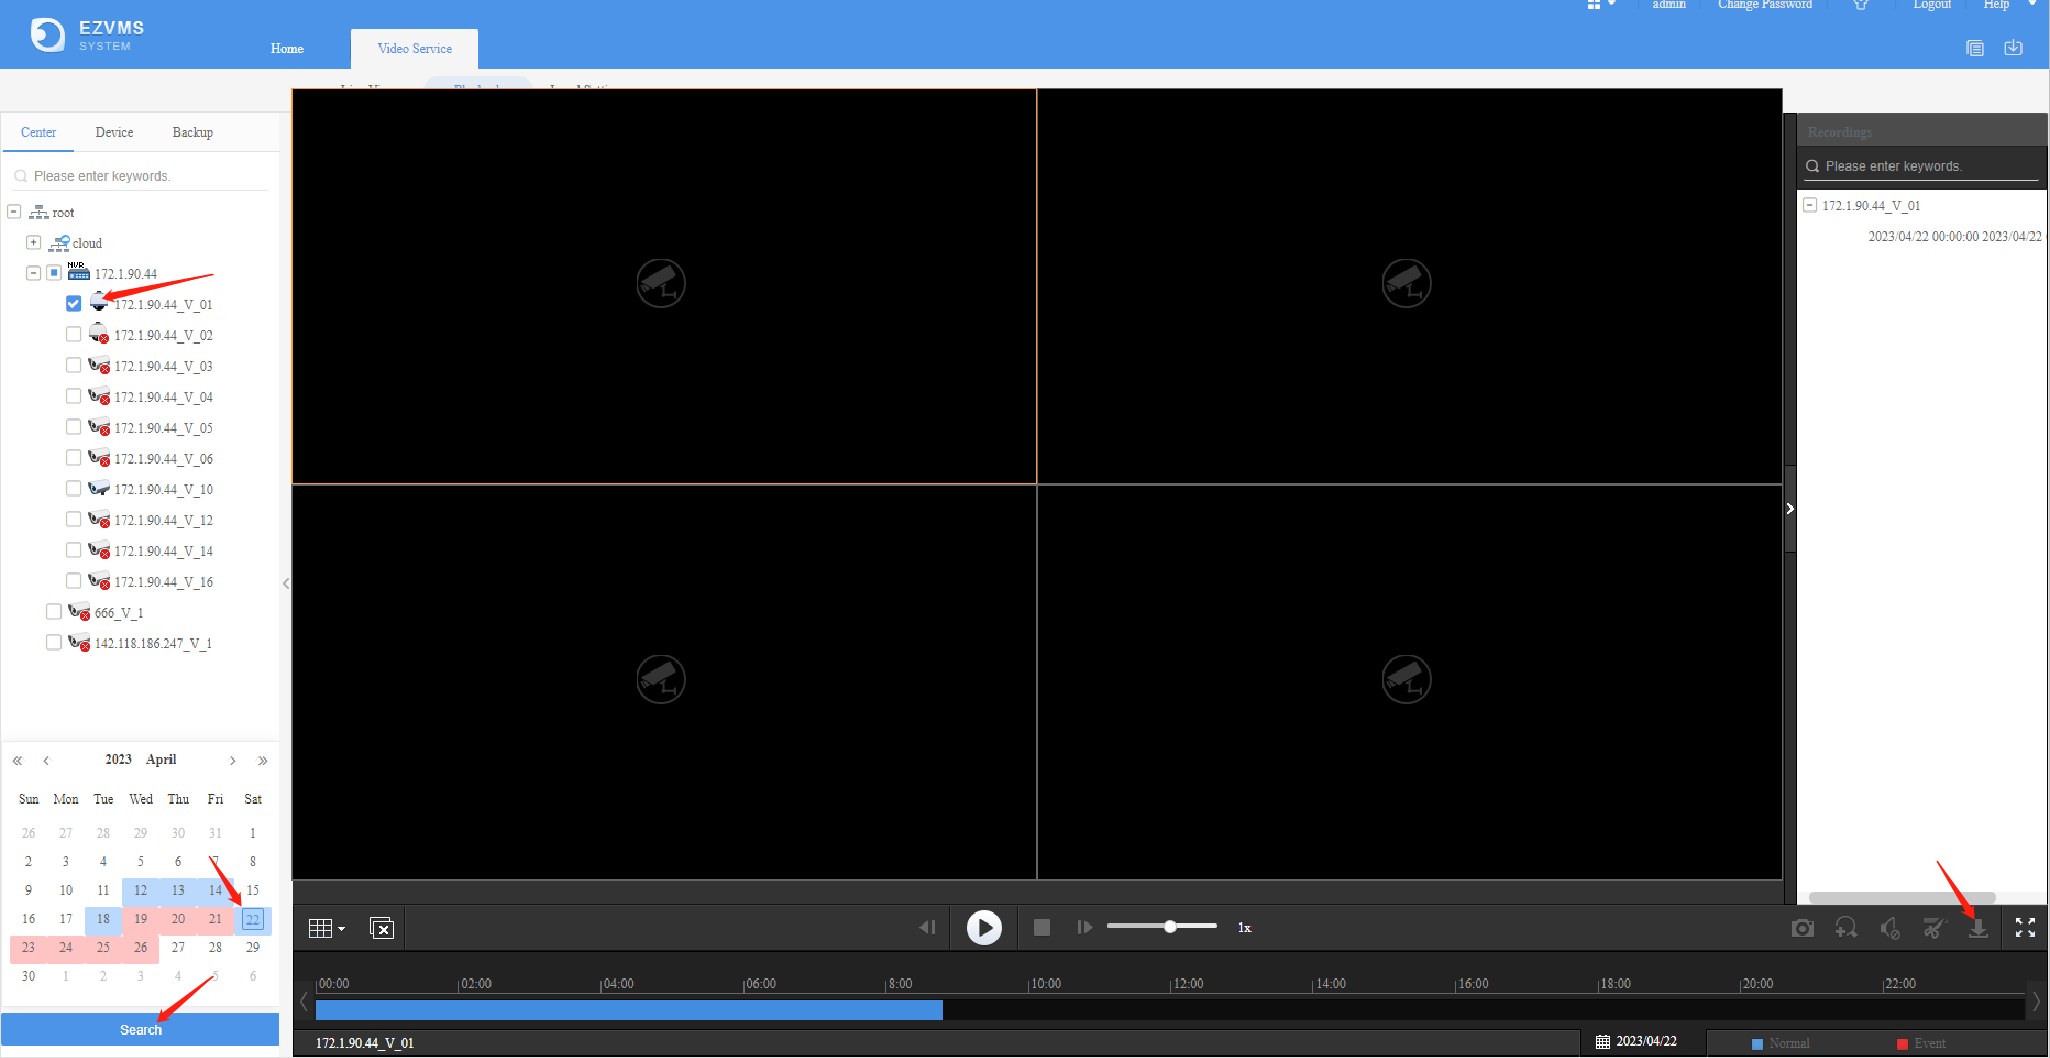 admin Change Password Logout Help
EZVMS
SYSTEM
Home Video Service
Center Device Backup
Please enter keywords.
root
cloud
NVR
172.1.90.44
172.1.90.44_V_01
172.1.90.44_V_02
172.1.90.44_V_03
172.1.90.44_V_04
172.1.90.44_V_05
172.1.90.44_V_06
172.1.90.44_V_10
172.1.90.44_V_12
172.1.90.44_V_14
172.1.90.44_V_16
666_V_1
142.118.186.247_V_1
2023 April
Sun Mon Tue Wed Thu Fri Sat
26 27 28 29 30 31 1
2 3 4 5 6 7 8
9 10 11 12 13 14 15
16 17 18 19 20 21 22
23 24 25 26 27 28 29
30 1 2 3 4 5 6
Search
Recordings
Please enter keywords.
172.1.90.44_V_01
2023/04/22 00:00:00 2023/04/22
1x
00:00 02:00 04:00 06:00 8:00 10:00 12:00 14:00 16:00 18:00 20:00 22:00
172.1.90.44_V_01 2023/04/22 Normal Event